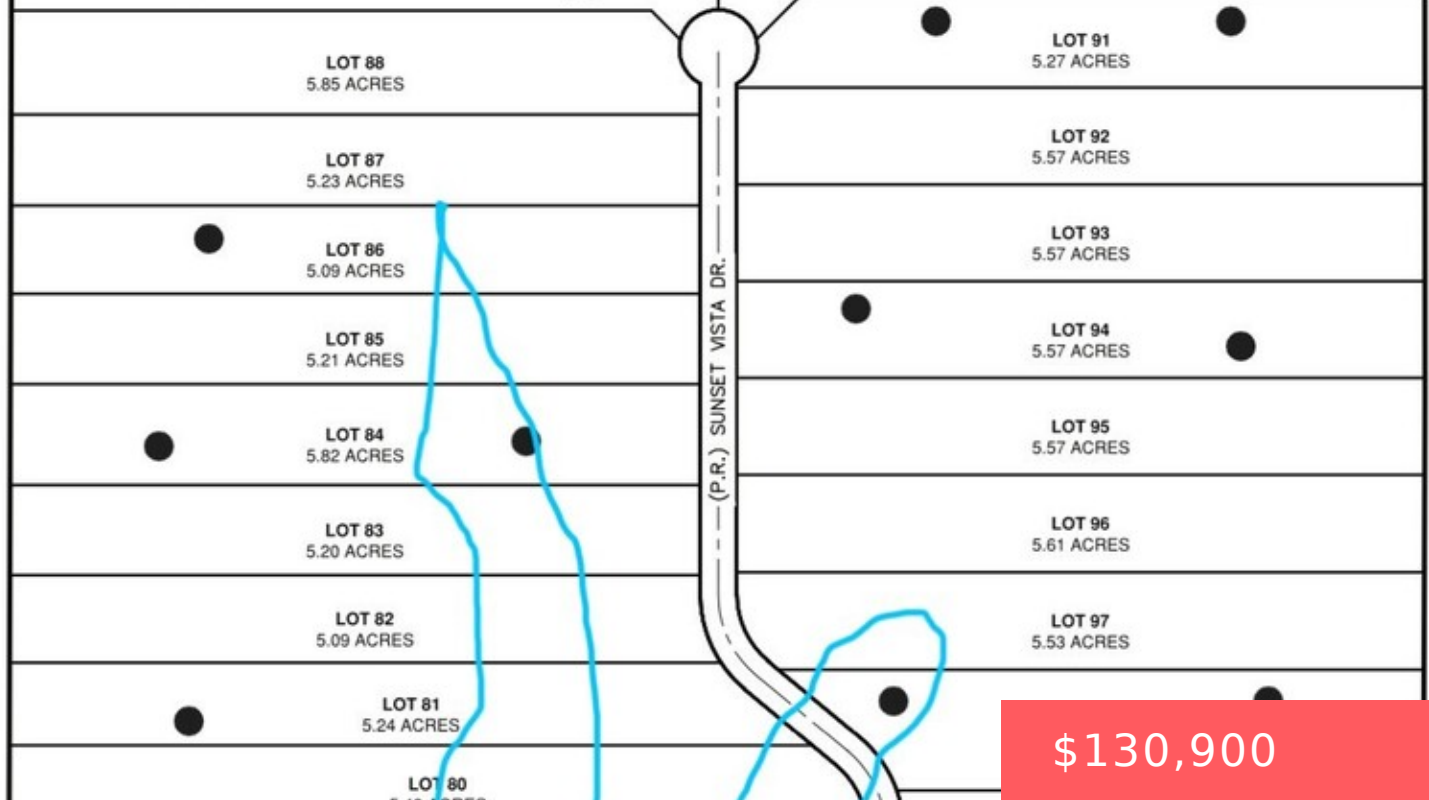 LOT 88
5.85 ACRES
LOT 87
5.23 ACRES
LOT 86
5.09 ACRES
LOT 85
5.21 ACRES
LOT 84
5.82 ACRES
LOT 83
5.20 ACRES
LOT 82
5.09 ACRES
LOT 81
5.24 ACRES
LOT 80
ACRES
(P.R.) SUNSET VISTA DR.
LOT 91
5.27 ACRES
LOT 92
5.57 ACRES
LOT 93
5.57 ACRES
LOT 94
5.57 ACRES
LOT 95
5.57 ACRES
LOT 96
5.61 ACRES
LOT 97
5.53 ACRES
$130,900